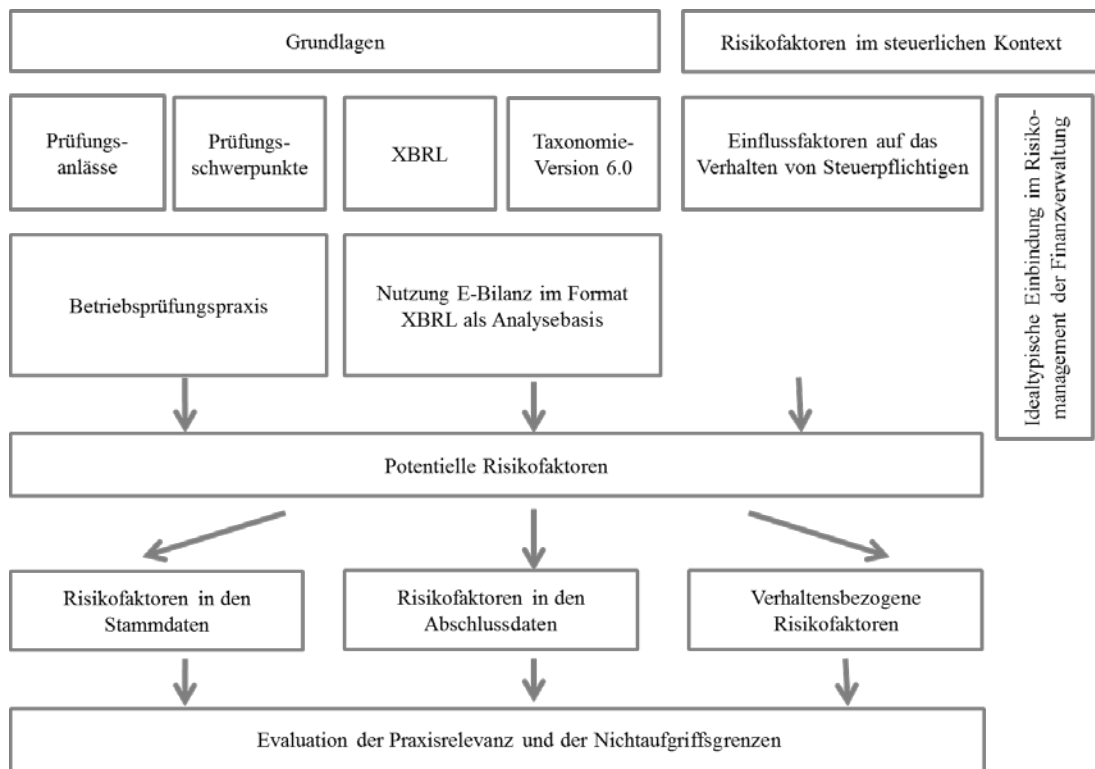 Grundlagen
Risikofaktoren im steuerlichen Kontext
Prüfungs-
anlässe
Prüfungs-
schwerpunkte
XBRL
Taxonomie-
Version 6.0
Einflussfaktoren auf das
Verhalten von Steuerpflichtigen
Idealtypische Einbindung im Risiko-
management der Finanzverwaltung
Betriebsprüfungspraxis
Nutzung E-Bilanz im Format
XBRL als Analysebasis
Potentielle Risikofaktoren
Risikofaktoren in den
Stammdaten
Risikofaktoren in den
Abschlussdaten
Verhaltensbezogene
Risikofaktoren
Evaluation der Praxisrelevanz und der Nichtaufgriffsgrenzen